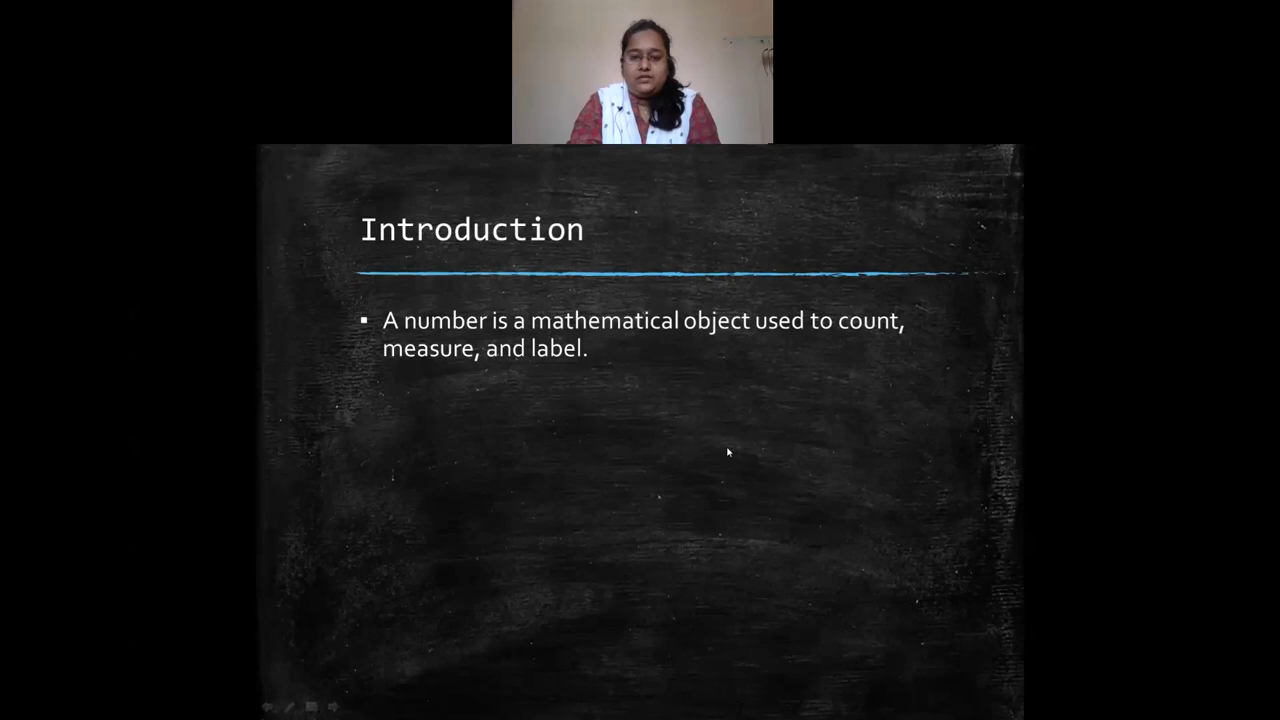 Introduction
▪ A number is a mathematical object used to count,
measure, and label.